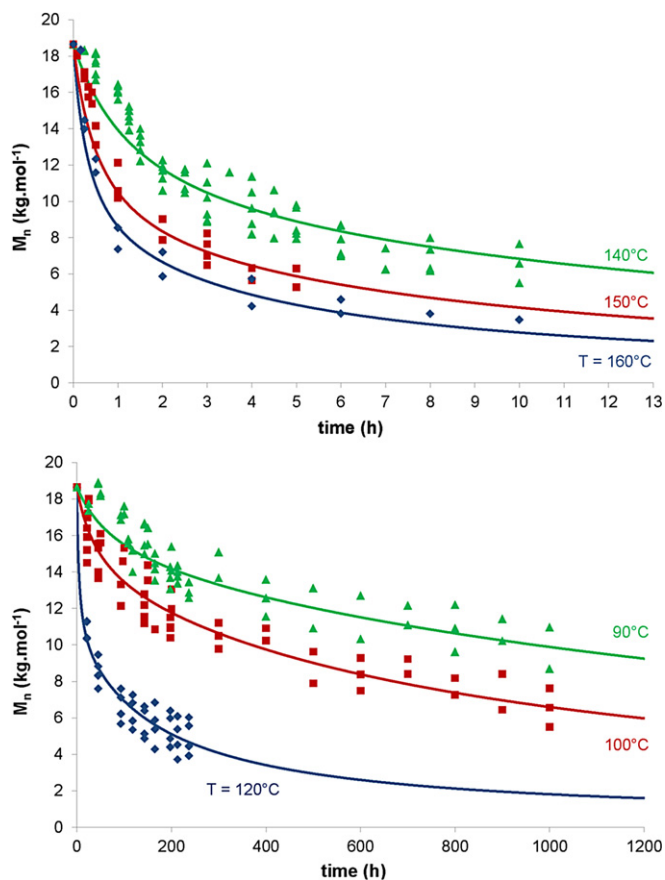 20
18
16
14
12
10
8
6
4
2
0
Mn (kg.mol-1)
140°C
150°C
T = 160°C
0 1 2 3 4 5 6 7 8 9 10 11 12 13
time (h)
20
18
16
14
12
10
8
6
4
2
0
Mn (kg.mol-1)
90°C
100°C
T = 120°C
0 200 400 600 800 1000 1200
time (h)